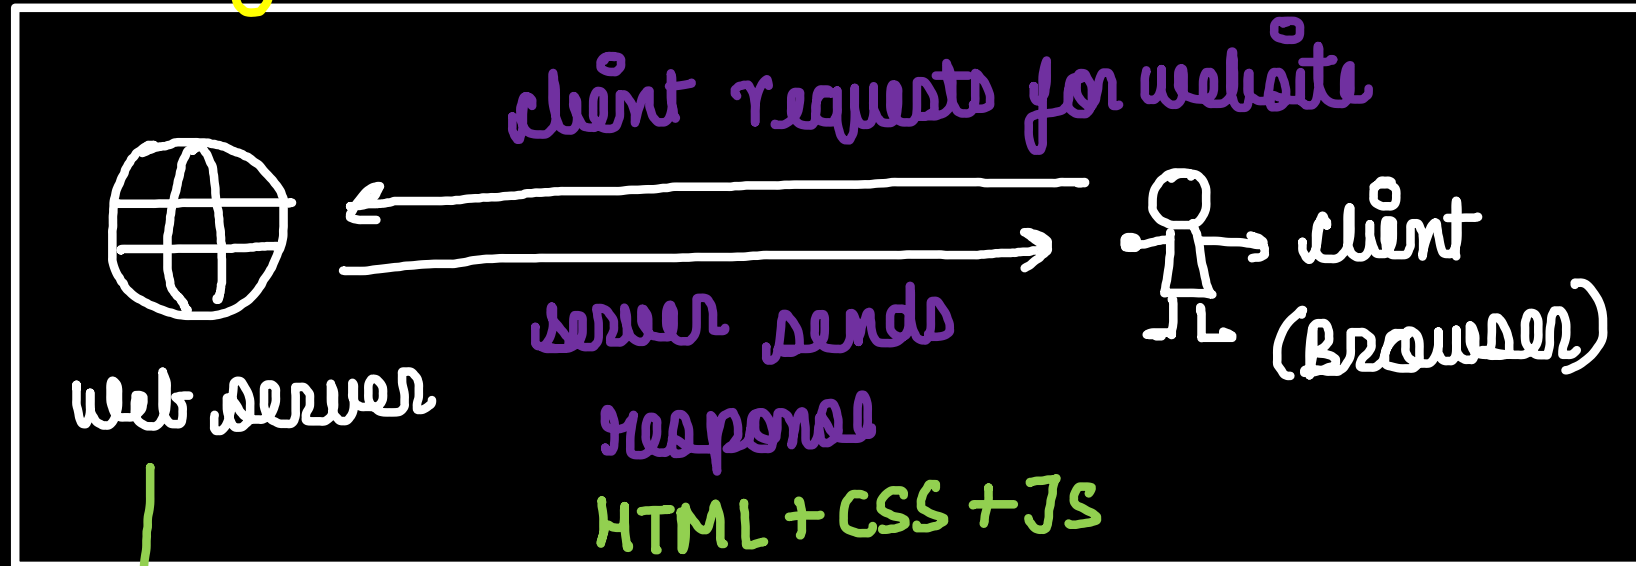 client requests for website
client
(Browser)
server sends
response
web server
HTML + CSS + JS